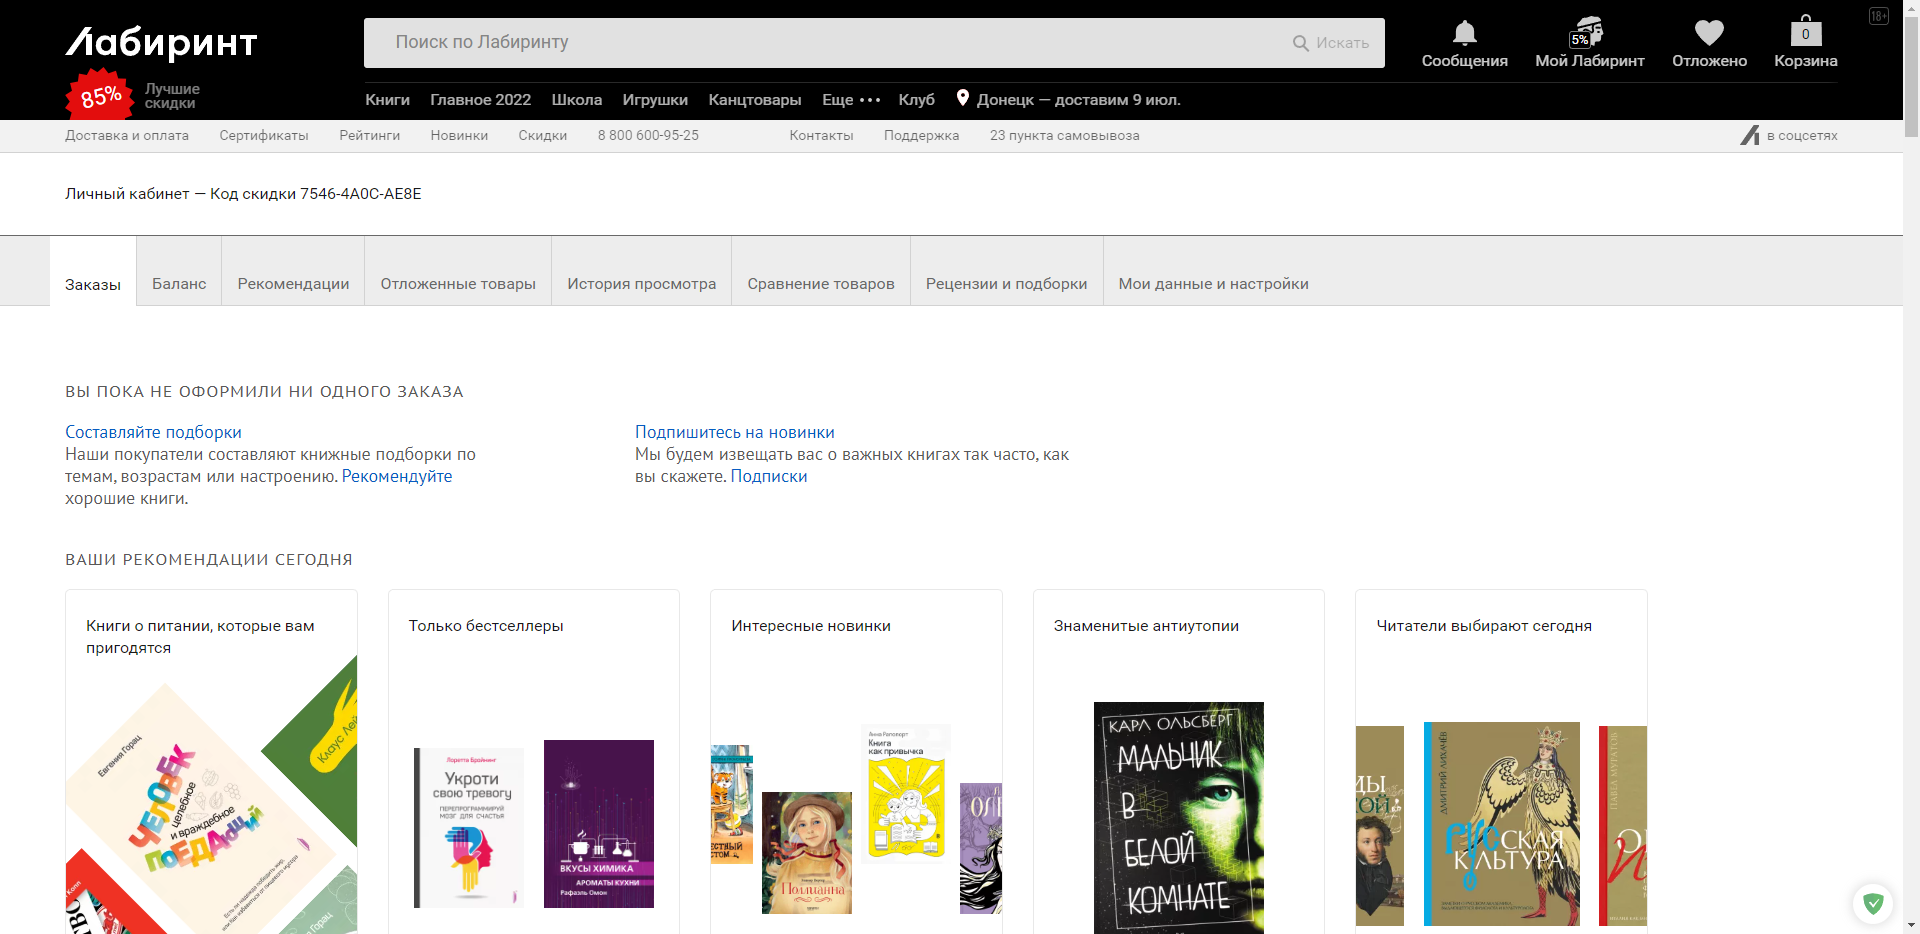 Лабиринт
Поиск по Лабиринту
Искать
Сообщения
5%
Мой Лабиринт
Отложено
0
Корзина
18+
85%
Лучшие
скидки
Книги Главное 2022 Школа Игрушки Канцтовары Еще ••• Клуб Донецк — доставим 9 июл.
Доставка и оплата Сертификаты Рейтинги Новинки Скидки 8 800 600-95-25 Контакты Поддержка 23 пункта самовывоза в соцсетях
Личный кабинет — Код скидки 7546-4A0C-AE8E
Заказы Баланс Рекомендации Отложенные товары История просмотра Сравнение товаров Рецензии и подборки Мои данные и настройки
ВЫ ПОКА НЕ ОФОРМИЛИ НИ ОДНОГО ЗАКАЗА
Составляйте подборки
Наши покупатели составляют книжные подборки по
темам, возрастам или настроению. Рекомендуйте
хорошие книги.
Подпишитесь на новинки
Мы будем извещать вас о важных книгах так часто, как
вы скажете. Подписки
ВАШИ РЕКОМЕНДАЦИИ СЕГОДНЯ
Книги о питании, которые вам
пригодятся
Евгения Горац
ЧЕЛОВЕК
целебное
и враждебное
ПОЕДАЮЩИЙ
Клаус Лей
Горац
Только бестселлеры
Лоретта Бройнинг
Укроти
свою тревогу
ПЕРЕПРОГРАММИРУЙ
МОЗГ ДЛЯ СЧАСТЬЯ
ВКУСЫ ХИМИКА
АРОМАТЫ КУХНИ
Рафаэль Омон
Интересные новинки
Поллианна
Анна Рапопорт
Книга
как привычка
Знаменитые антиутопии
КАРЛ ОЛЬСБЕРГ
МАЛЬЧИК
В
БЕЛОЙ
КОМНАТЕ
Читатели выбирают сегодня
ДМИТРИЙ ЛИХАЧЁВ
РУССКАЯ
КУЛЬТУРА
ПАВЛА МУРАТОВ